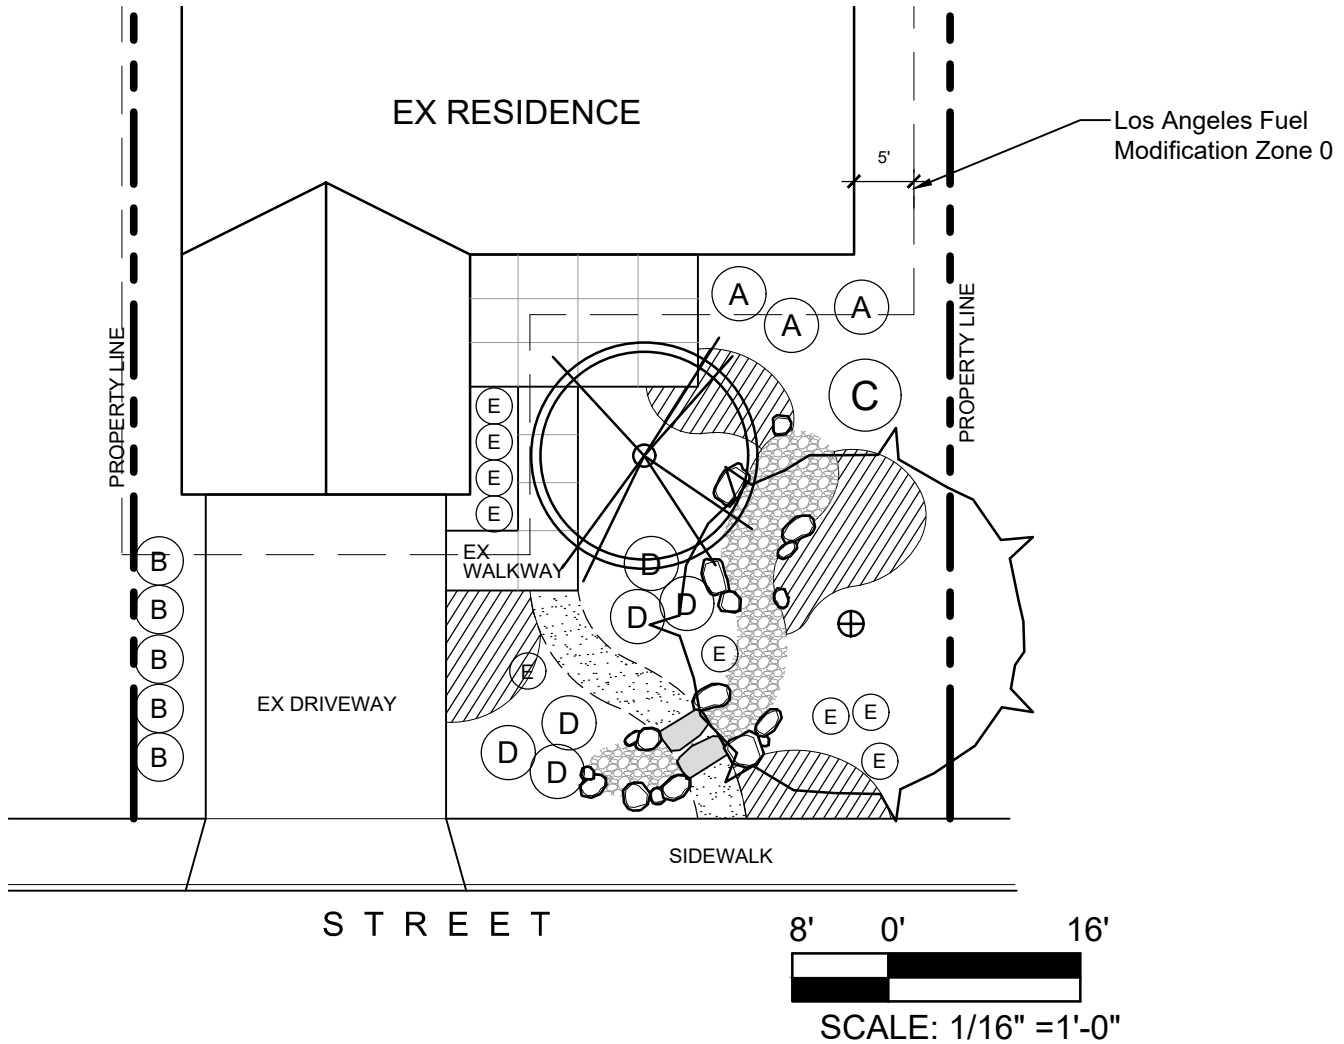 EX RESIDENCE
Los Angeles Fuel
Modification Zone 0
5'
A
A
A
PROPERTY LINE
PROPERTY LINE
C
E
E
E
E
B
B
B
B
B
EX
WALKWAY
D
D
D
E
E
EX DRIVEWAY
D
D
D
E
E
E
SIDEWALK
STREET
8' 0' 16'
SCALE: 1/16" =1'-0"